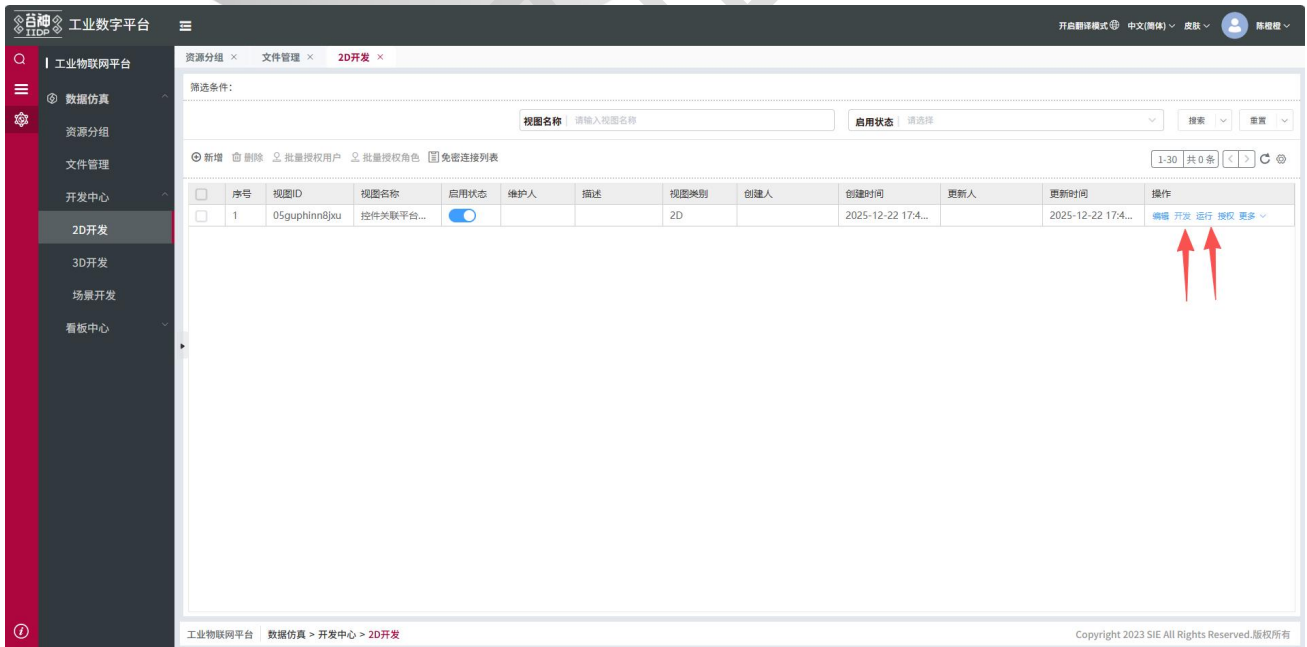 谷神 IIDP 工业数字平台
开启翻译模式 中文(简体) 皮肤 陈橙橙
工业物联网平台
数据仿真
资源分组
文件管理
开发中心
2D开发
3D开发
场景开发
看板中心
资源分组 × 文件管理 × 2D开发 ×
筛选条件:
视图名称 请输入视图名称 启用状态 请选择 搜索 重置
新增 删除 批量授权用户 批量授权角色 免密连接列表 1-30 共0条
序号 视图ID 视图名称 启用状态 维护人 描述 视图类别 创建人 创建时间 更新人 更新时间 操作
1 05guphinn8jxu 控件关联平台... 2D 2025-12-22 17:4... 2025-12-22 17:4... 编辑 开发 运行 授权 更多
工业物联网平台 数据仿真 > 开发中心 > 2D开发 Copyright 2023 SIE All Rights Reserved.版权所有